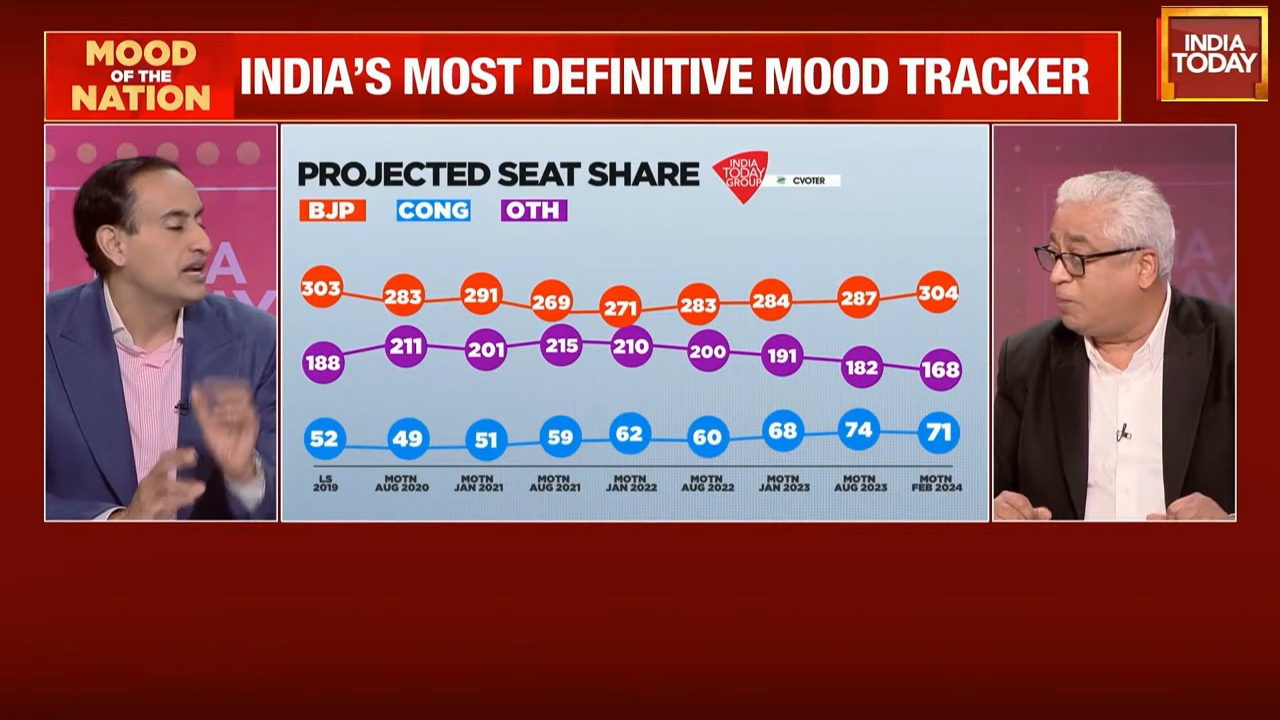 MOOD
OF THE
NATION
INDIA'S MOST DEFINITIVE MOOD TRACKER
INDIA
TODAY
PROJECTED SEAT SHARE
INDIA
TODAY
GROUP
CVOTER
BJP CONG OTH
303 283 291 269 271 283 284 287 304
188 211 201 215 210 200 191 182 168
52 49 51 59 62 60 68 74 71
LS MOTN MOTN MOTN MOTN MOTN MOTN MOTN MOTN
2019 AUG 2020 JAN 2021 AUG 2021 JAN 2022 AUG 2022 JAN 2023 AUG 2023 FEB 2024